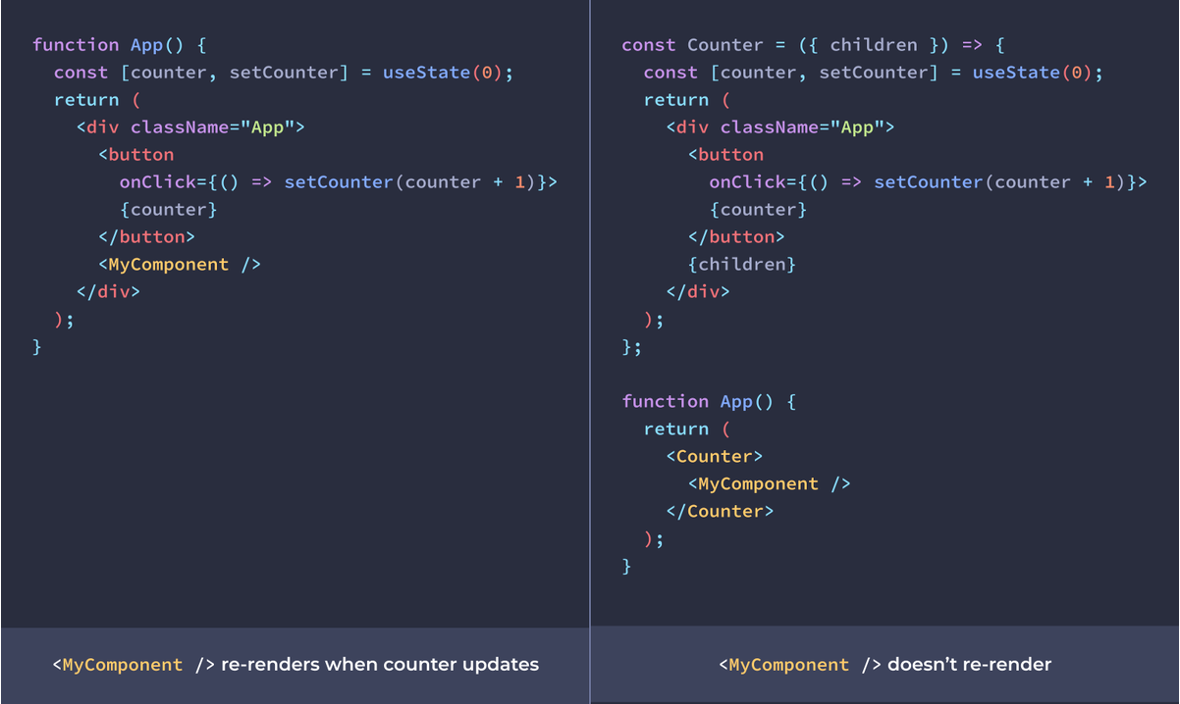 function App() {
  const [counter, setCounter] = useState(0);
  return (
    <div className="App">
      <button
        onClick={() => setCounter(counter + 1)}>
        {counter}
      </button>
      <MyComponent />
    </div>
  );
}
<MyComponent /> re-renders when counter updates
const Counter = ({ children }) => {
  const [counter, setCounter] = useState(0);
  return (
    <div className="App">
      <button
        onClick={() => setCounter(counter + 1)}>
        {counter}
      </button>
      {children}
    </div>
  );
};

function App() {
  return (
    <Counter>
      <MyComponent />
    </Counter>
  );
}
<MyComponent /> doesn’t re-render